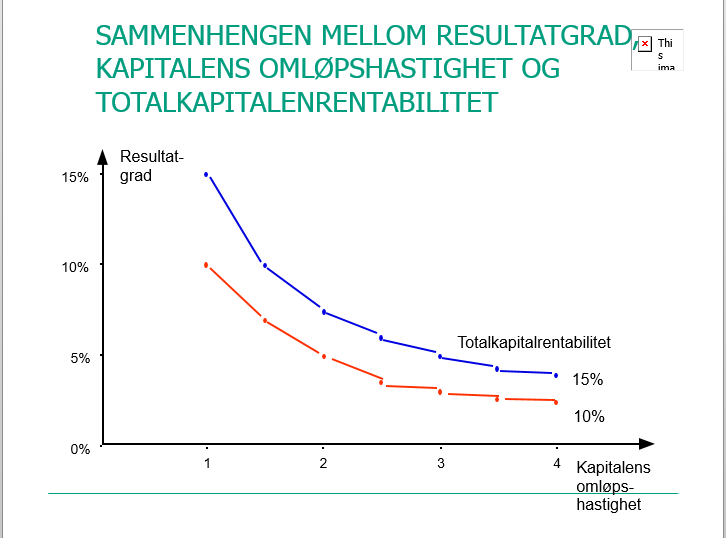 SAMMENHENGEN MELLOM RESULTATGRAD,
KAPITALENS OMLØPSHASTIGHET OG
TOTALKAPITALENRENTABILITET
Thi
s
ima
Resultat-
grad
15%
10%
5%
0%
Totalkapitalrentabilitet
15%
10%
1 2 3 4
Kapitalens
omløps-
hastighet